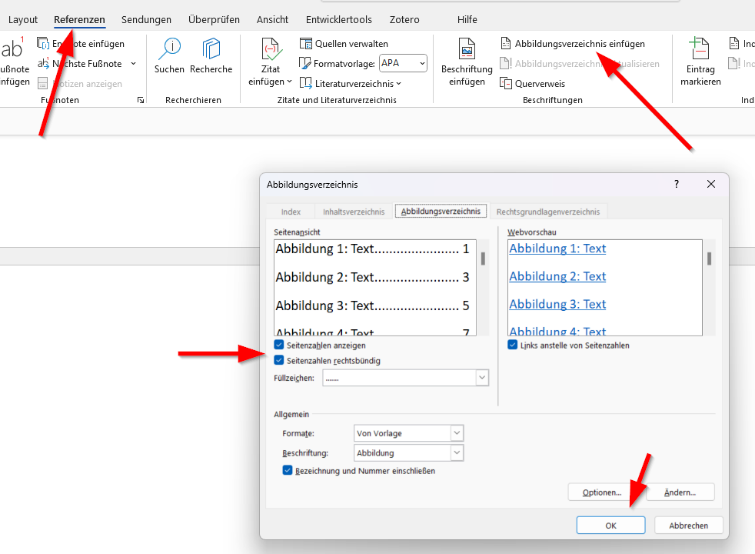 Layout Referenzen Sendungen Überprüfen Ansicht Entwicklertools Zotero Hilfe
ab 1 Endnote einfügen Quellen verwalten Abbildungsverzeichnis einfügen
Nächste Fußnote Suchen Recherche Zitat Formatvorlage: APA Beschriftung Abbildungsverzeichnis aktualisieren Eintrag
einfügen Notizen anzeigen einfügen Literaturverzeichnis einfügen Querverweis markieren
Fußnoten Recherchieren Zitate und Literaturverzeichnis Beschriftungen Ind
Abbildungsverzeichnis ?
Index Inhaltsverzeichnis Abbildungsverzeichnis Rechtsgrundlagenverzeichnis
Seitenansicht Webvorschau
Abbildung 1: Text....................... 1 Abbildung 1: Text
Abbildung 2: Text....................... 3 Abbildung 2: Text
Abbildung 3: Text....................... 5 Abbildung 3: Text
Abbildung 4: Text....................... 7 Abbildung 4: Text
Seitenzahlen anzeigen Links anstelle von Seitenzahlen
Seitenzahlen rechtsbündig
Füllzeichen: .......
Allgemein
Formate: Von Vorlage
Beschriftung: Abbildung
Bezeichnung und Nummer einschließen
Optionen... Ändern...
OK Abbrechen